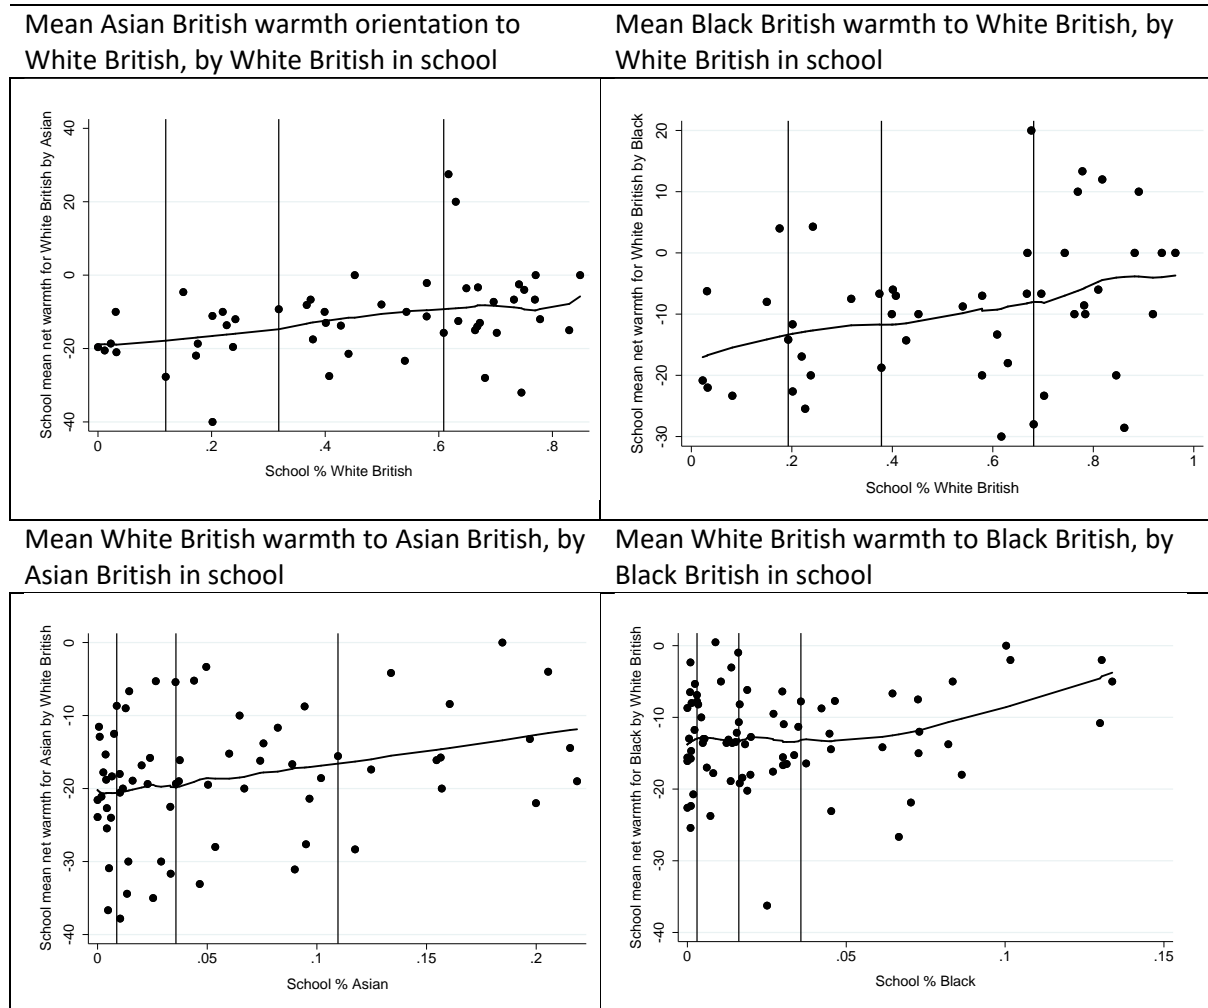 Mean Asian British warmth orientation to
White British, by White British in school
School mean net warmth for White British by Asian
40
20
0
-20
-40
0
.2
.4
.6
.8
School % White British
Mean Black British warmth to White British, by
White British in school
School mean net warmth for White British by Black
20
10
0
-10
-20
-30
0
.2
.4
.6
.8
1
School % White British
Mean White British warmth to Asian British, by
Asian British in school
School mean net warmth for Asian by White British
0
-10
-20
-30
-40
0
.05
.1
.15
.2
School % Asian
Mean White British warmth to Black British, by
Black British in school
School mean net warmth for Black by White British
0
-10
-20
-30
-40
0
.05
.1
.15
School % Black